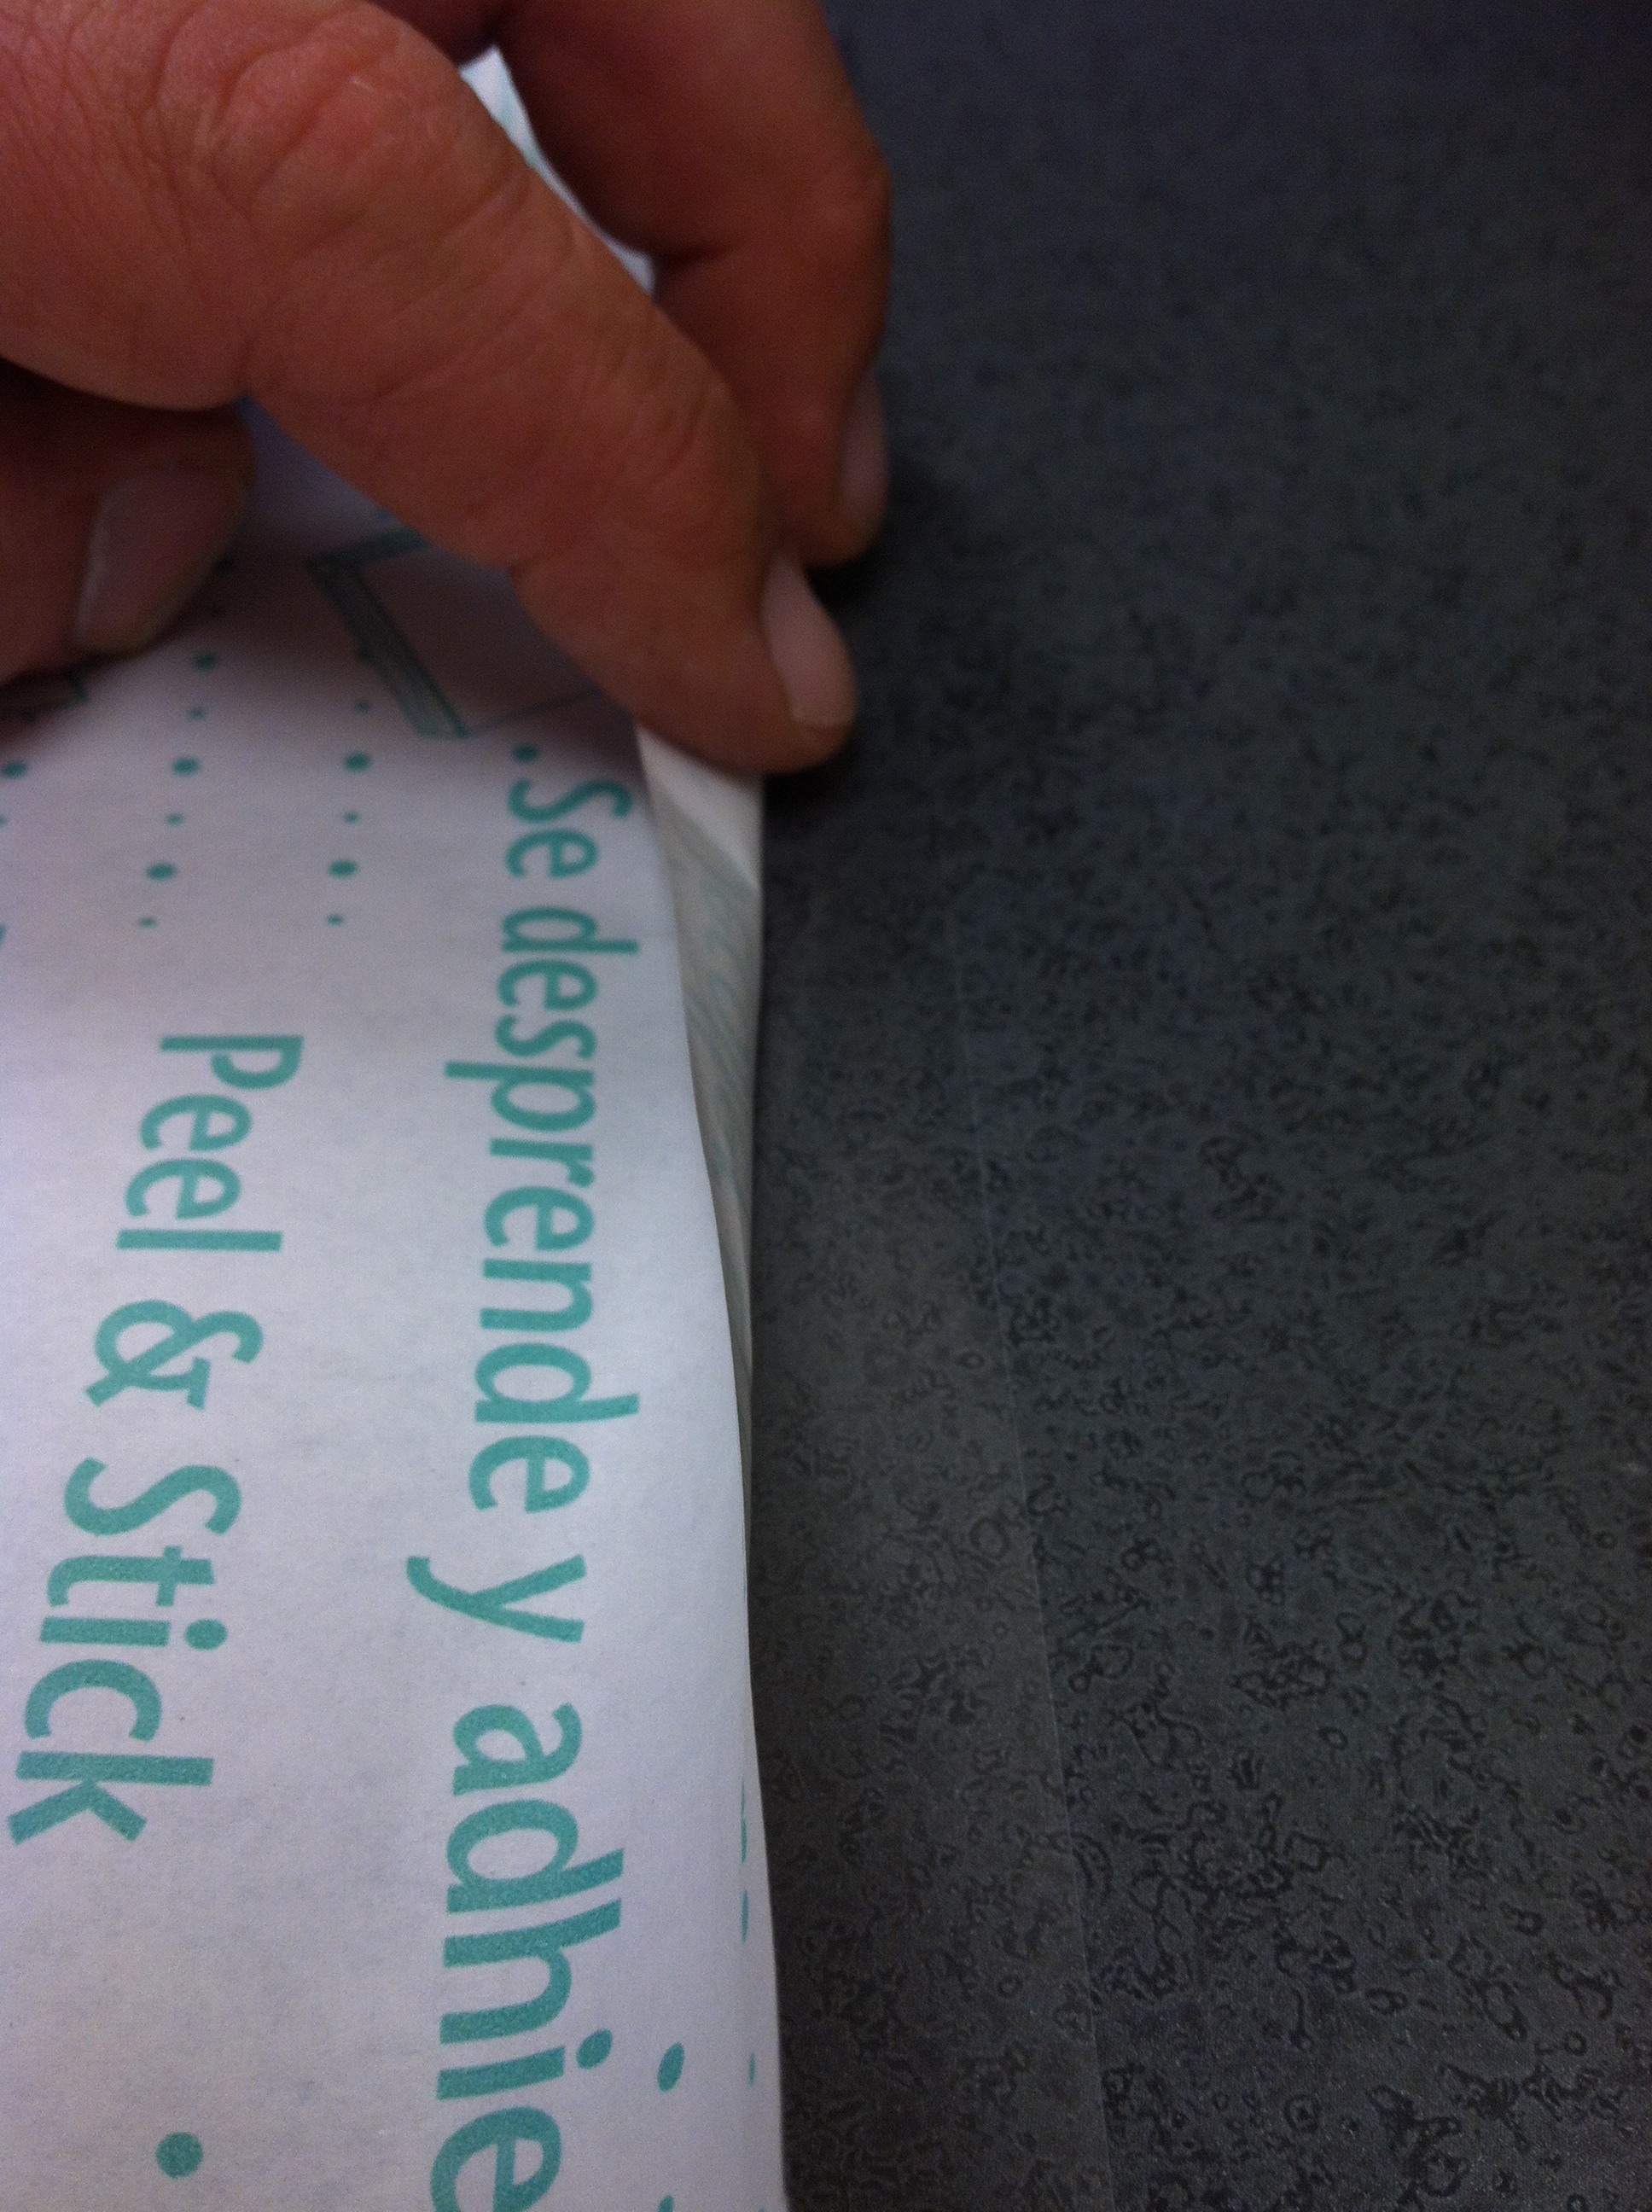 • Se desprende y adhie
Peel & Stick •